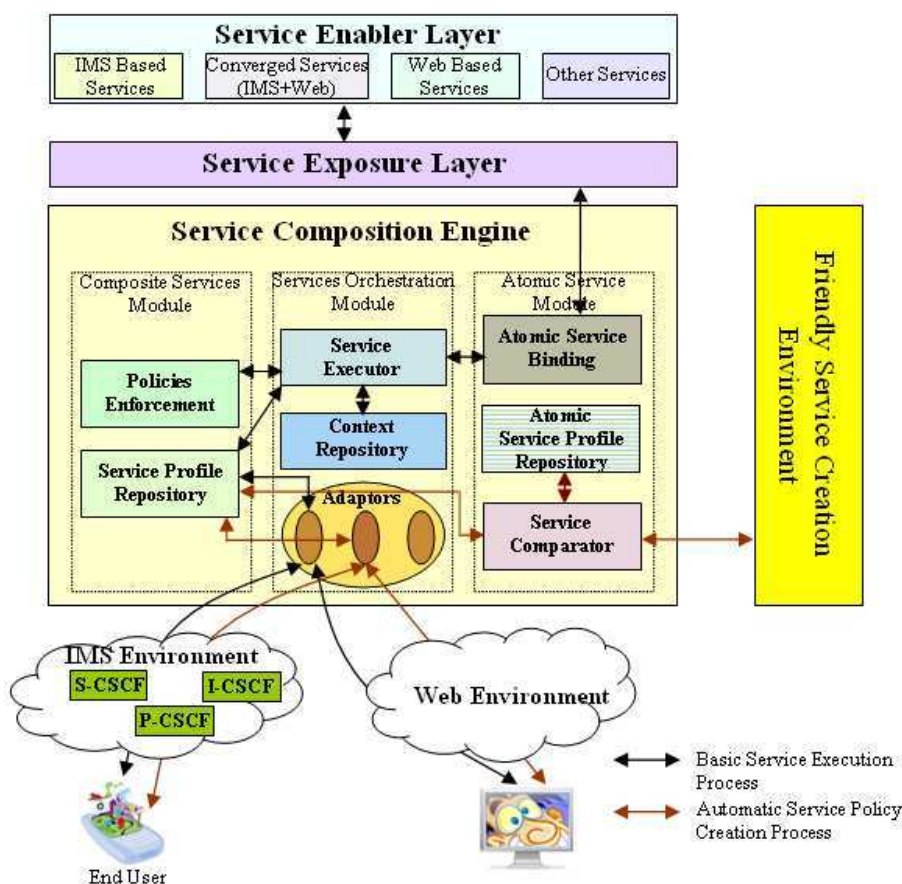 Service Enabler Layer
IMS Based
Services
Converged Services
(IMS+Web)
Web Based
Services
Other Services
Service Exposure Layer
Service Composition Engine
Composite Services
Module
Services Orchestration
Module
Atomic Service
Module
Service
Executor
Atomic Service
Binding
Policies
Enforcement
Context
Repository
Atomic
Service Profile
Repository
Service Profile
Repository
Adaptors
Service
Comparator
Friendly Service Creation
Environment
IMS Environment
S-CSCF
I-CSCF
P-CSCF
Web Environment
Basic Service Execution
Process
Automatic Service Policy
Creation Process
End User